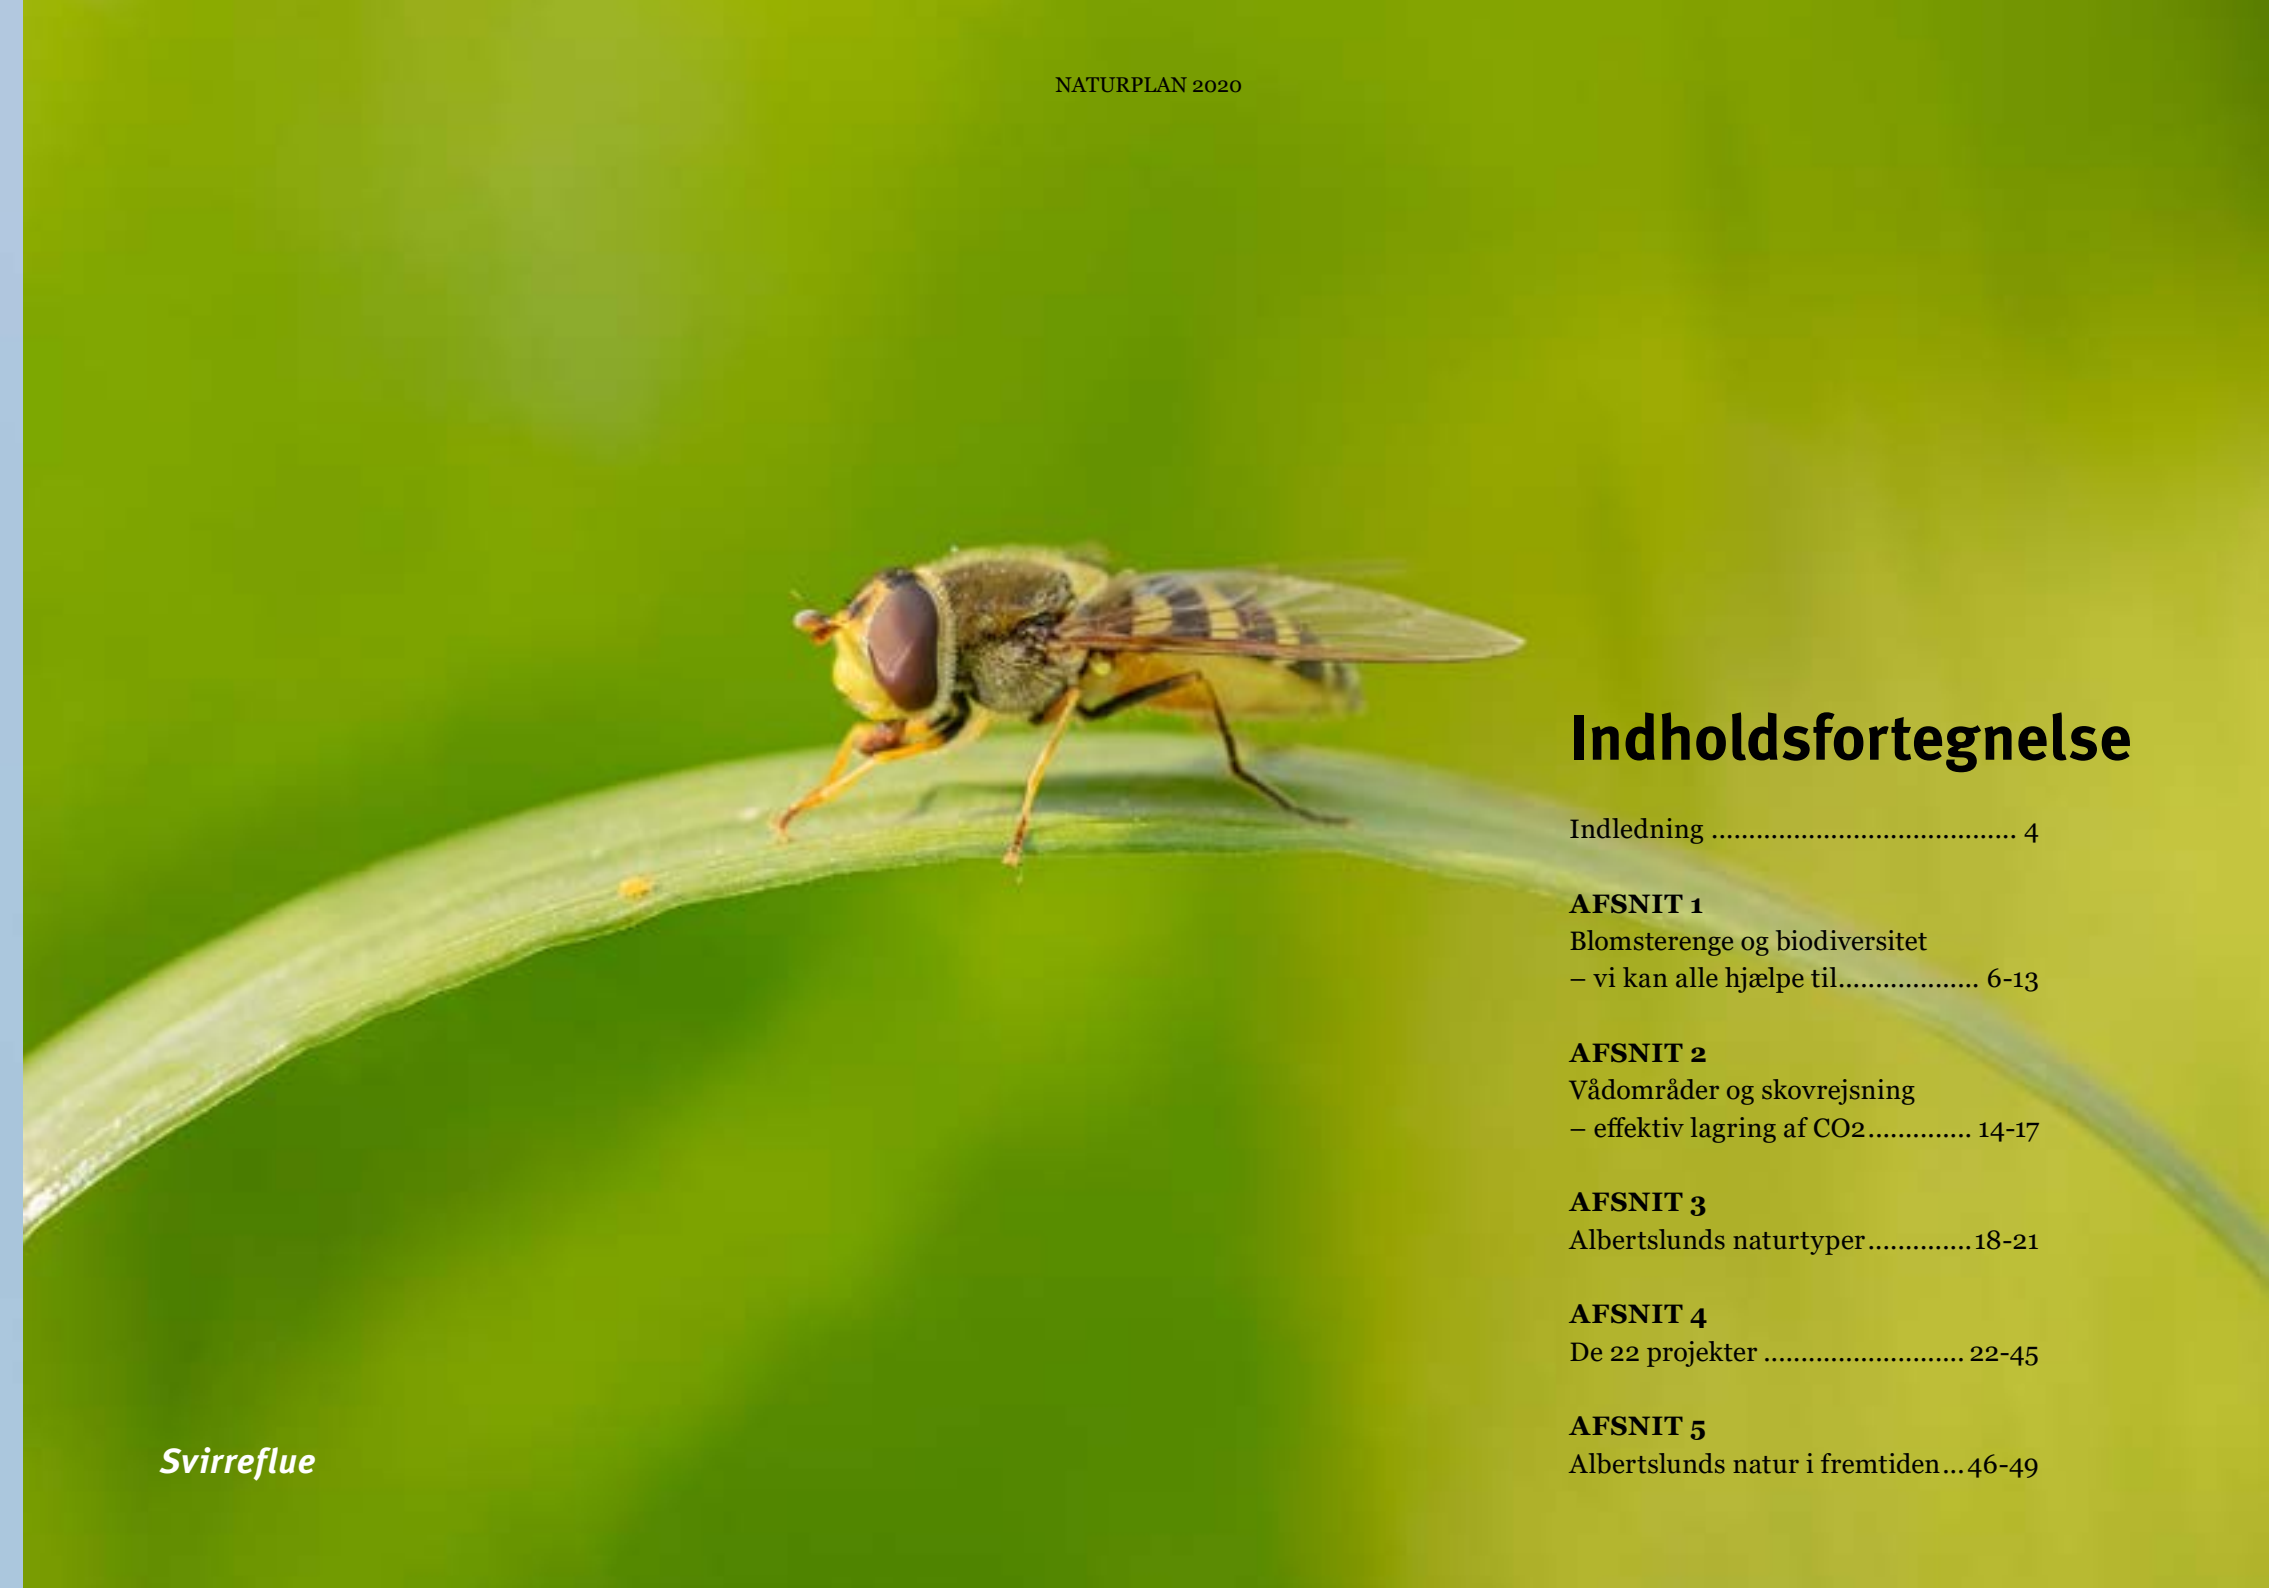 NATURPLAN 2020
Indholdsfortegnelse
Indledning ......................................... 4
AFSNIT 1
Blomsterenge og biodiversitet
– vi kan alle hjælpe til................... 6-13
AFSNIT 2
Vådområder og skovrejsning
– effektiv lagring af CO2.............. 14-17
AFSNIT 3
Albertslunds naturtyper..............18-21
AFSNIT 4
De 22 projekter ........................... 22-45
AFSNIT 5
Albertslunds natur i fremtiden...46-49
Svirreflue